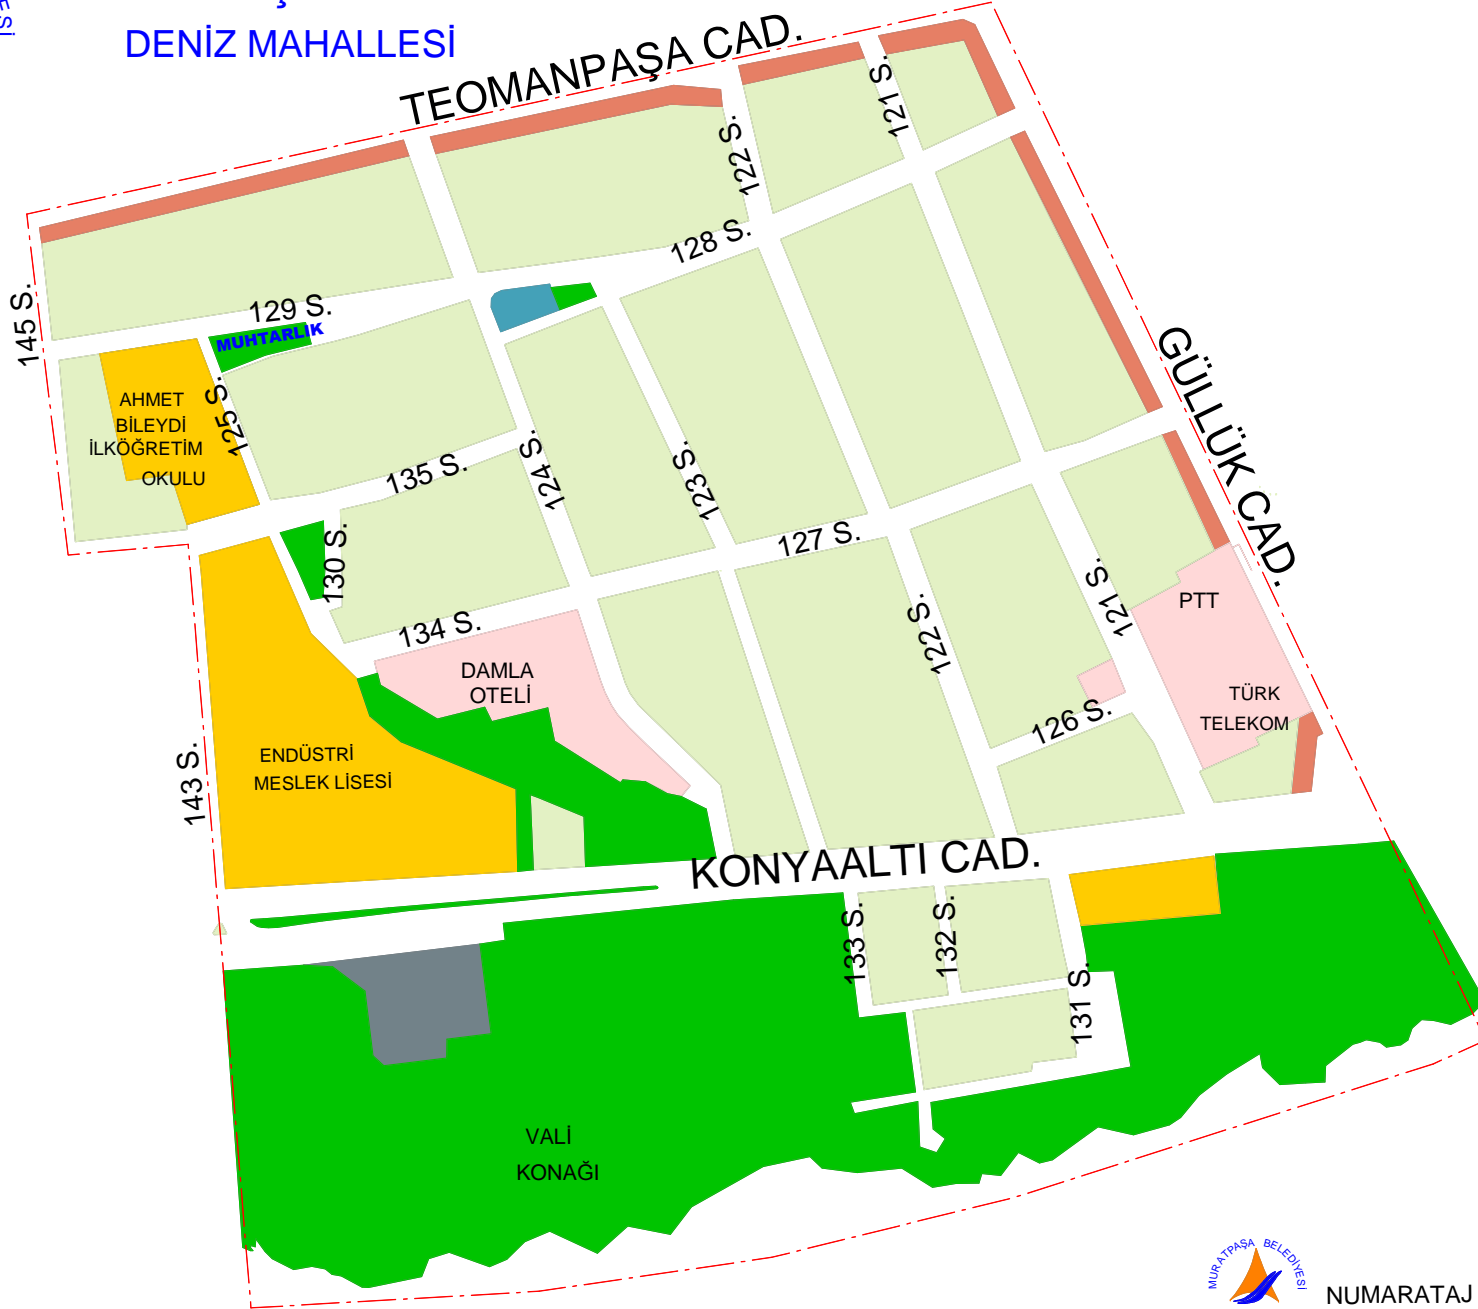 DENİZ MAHALLESİ
TEOMANPAŞA CAD.
121 S.
122 S.
128 S.
145 S.
129 S.
MUHTARLIK
GÜLLÜK CAD.
AHMET
BİLEYDİ
İLKÖĞRETİM
OKULU
125 S.
135 S.
124 S.
123 S.
127 S.
130 S.
134 S.
121 S.
PTT
122 S.
DAMLA
OTELİ
TÜRK
TELEKOM
126 S.
143 S.
ENDÜSTRİ
MESLEK LİSESİ
KONYAALTI CAD.
133 S.
132 S.
131 S.
VALİ
KONAĞI
MURATPAŞA BELEDİYESİ
NUMARATAJ